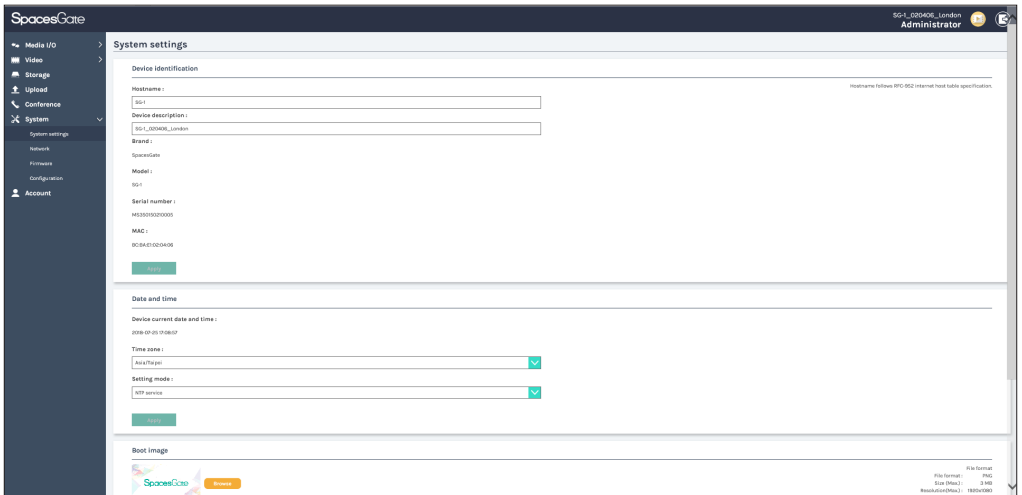 SpacesGate
SG-1_020406_London
Administrator
Media I/O
Video
Storage
Upload
Conference
System
System settings
Network
Firmware
Configuration
Account
System settings
Device identification
Hostname :
Hostname follows RFC-952 internet host table specification.
SG-1
Device description :
SG-1_020406_London
Brand :
SpacesGate
Model :
SG-1
Serial number :
MS350150210005
MAC :
8C:8A:E1:02:04:06
Apply
Date and time
Device current date and time :
2018-07-25 17:08:57
Time zone :
Asia/Taipei
Setting mode :
NTP service
Apply
Boot image
SpacesGate
Browse
File format
File format : PNG
Size (Max.) : 3 MB
Resolution(Max.) : 1920x1080